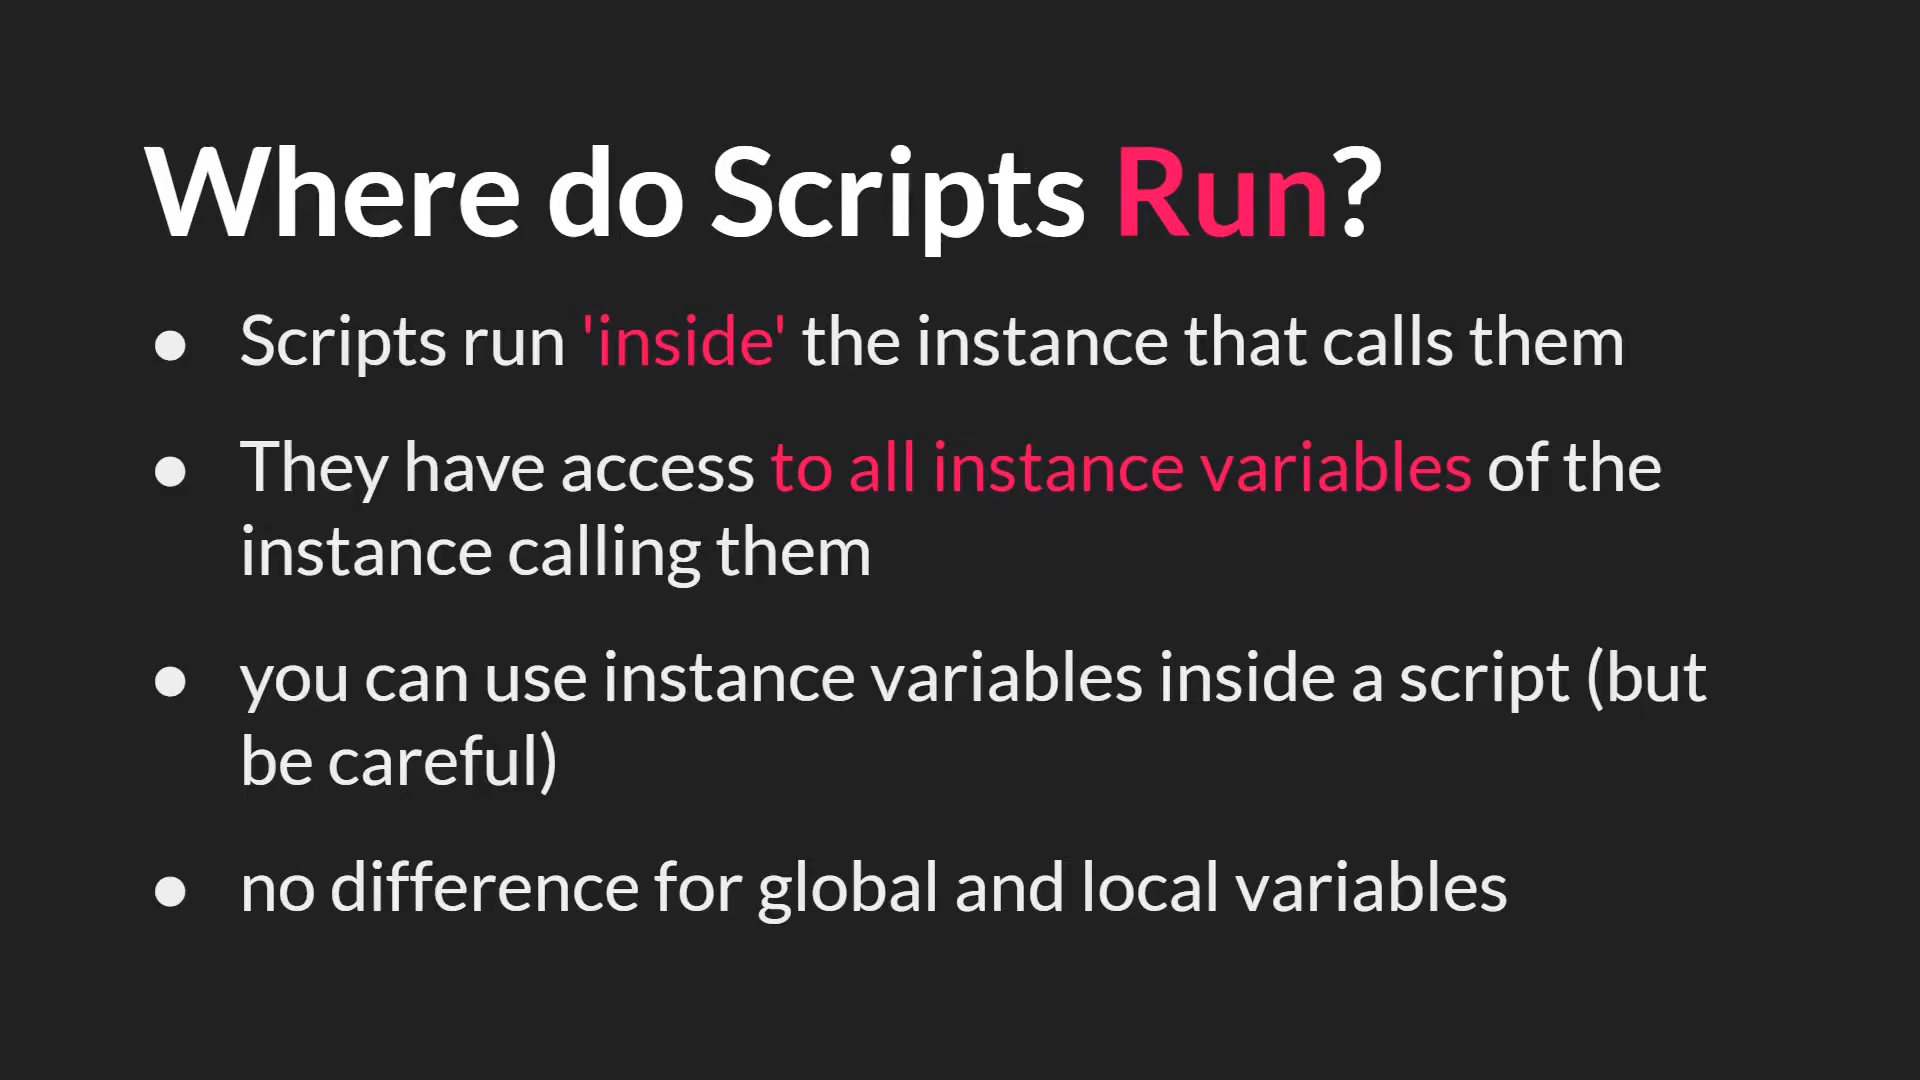 Where do Scripts Run?
● Scripts run 'inside' the instance that calls them
● They have access to all instance variables of the
instance calling them
● you can use instance variables inside a script (but
be careful)
● no difference for global and local variables